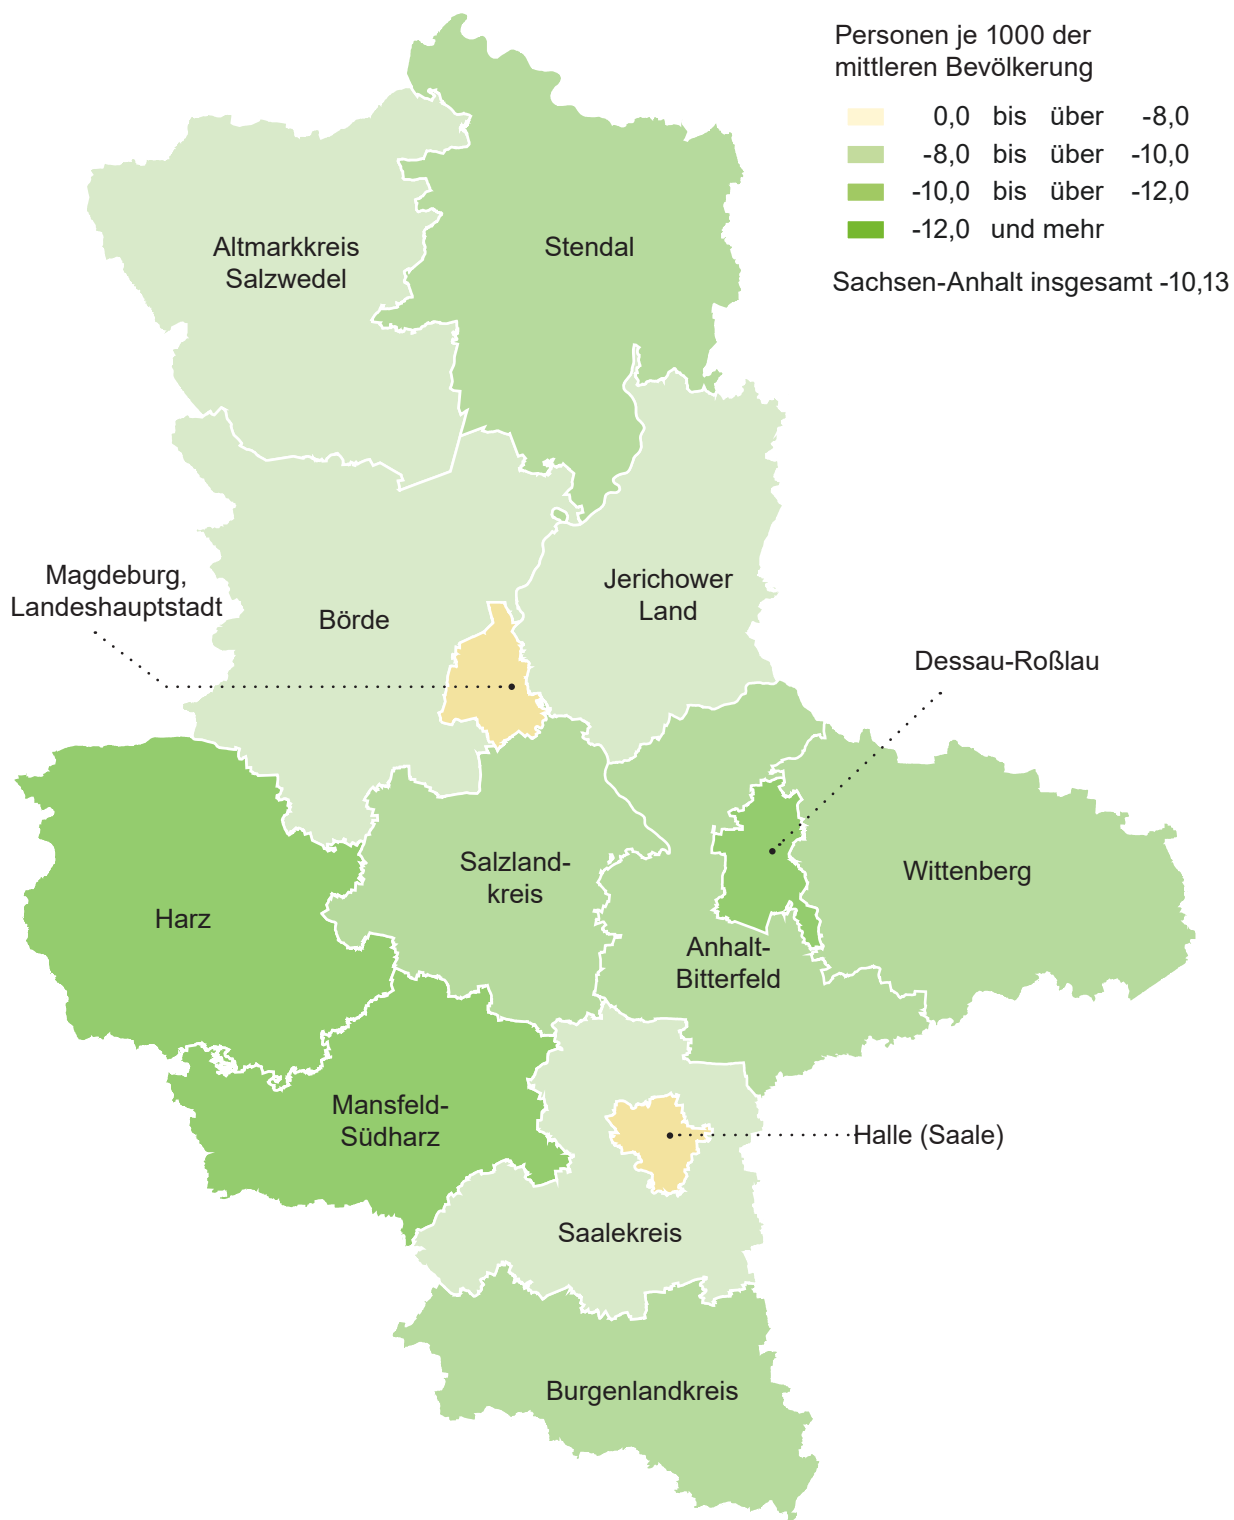 Personen je 1000 der
mittleren Bevölkerung
0,0 bis über -8,0
-8,0 bis über -10,0
-10,0 bis über -12,0
-12,0 und mehr
Sachsen-Anhalt insgesamt -10,13
Altmarkkreis
Salzwedel
Stendal
Magdeburg,
Landeshauptstadt
Börde
Jerichower
Land
Dessau-Roßlau
Harz
Salzland-
kreis
Wittenberg
Anhalt-
Bitterfeld
Mansfeld-
Südharz
Halle (Saale)
Saalekreis
Burgenlandkreis